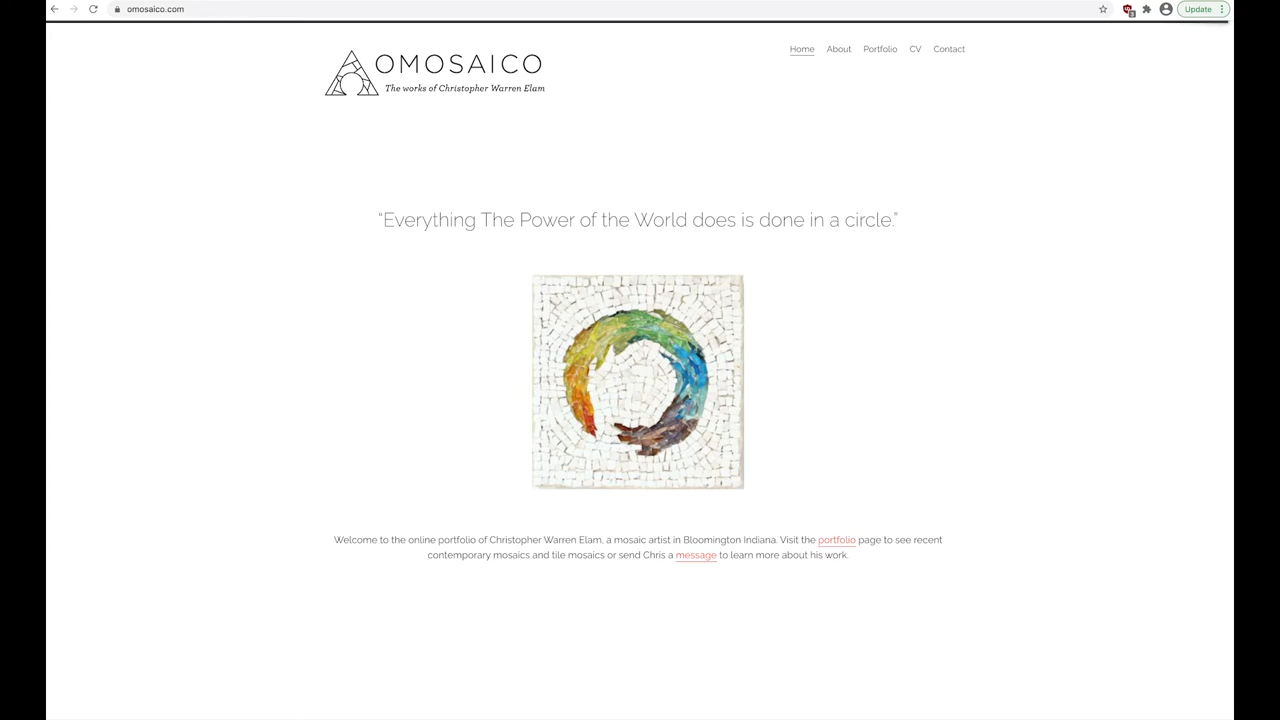 omosaico.com
Update
3
OMOSAICO
The works of Christopher Warren Elam
Home About Portfolio CV Contact
“Everything The Power of the World does is done in a circle.”
Welcome to the online portfolio of Christopher Warren Elam, a mosaic artist in Bloomington Indiana. Visit the portfolio page to see recent
contemporary mosaics and tile mosaics or send Chris a message to learn more about his work.